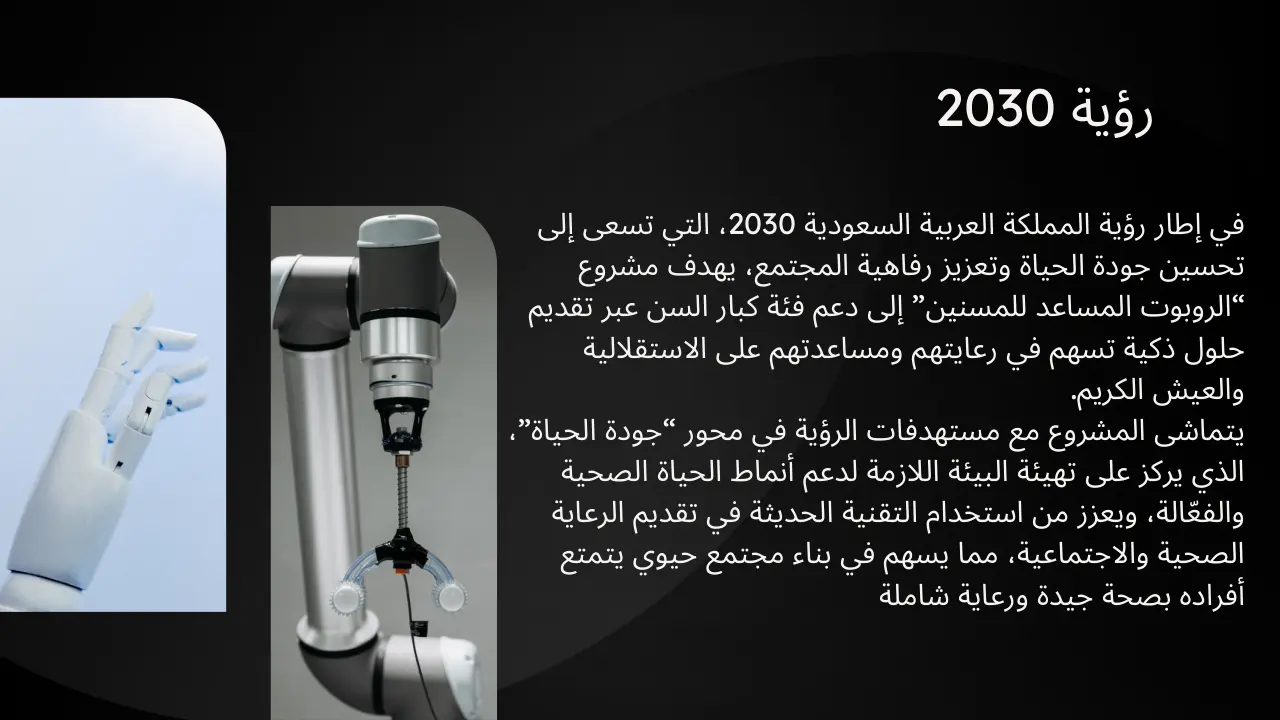 رؤية 2030
في إطار رؤية المملكة العربية السعودية 2030، التي تسعى إلى
تحسين جودة الحياة وتعزيز رفاهية المجتمع، يهدف مشروع
“الروبوت المساعد للمسنين” إلى دعم فئة كبار السن عبر تقديم
حلول ذكية تسهم في رعايتهم ومساعدتهم على الاستقلالية
والعيش الكريم.
يتماشى المشروع مع مستهدفات الرؤية في محور “جودة الحياة”،
الذي يركز على تهيئة البيئة اللازمة لدعم أنماط الحياة الصحية
والفعّالة، ويعزز من استخدام التقنية الحديثة في تقديم الرعاية
الصحية والاجتماعية، مما يسهم في بناء مجتمع حيوي يتمتع
أفراده بصحة جيدة ورعاية شاملة